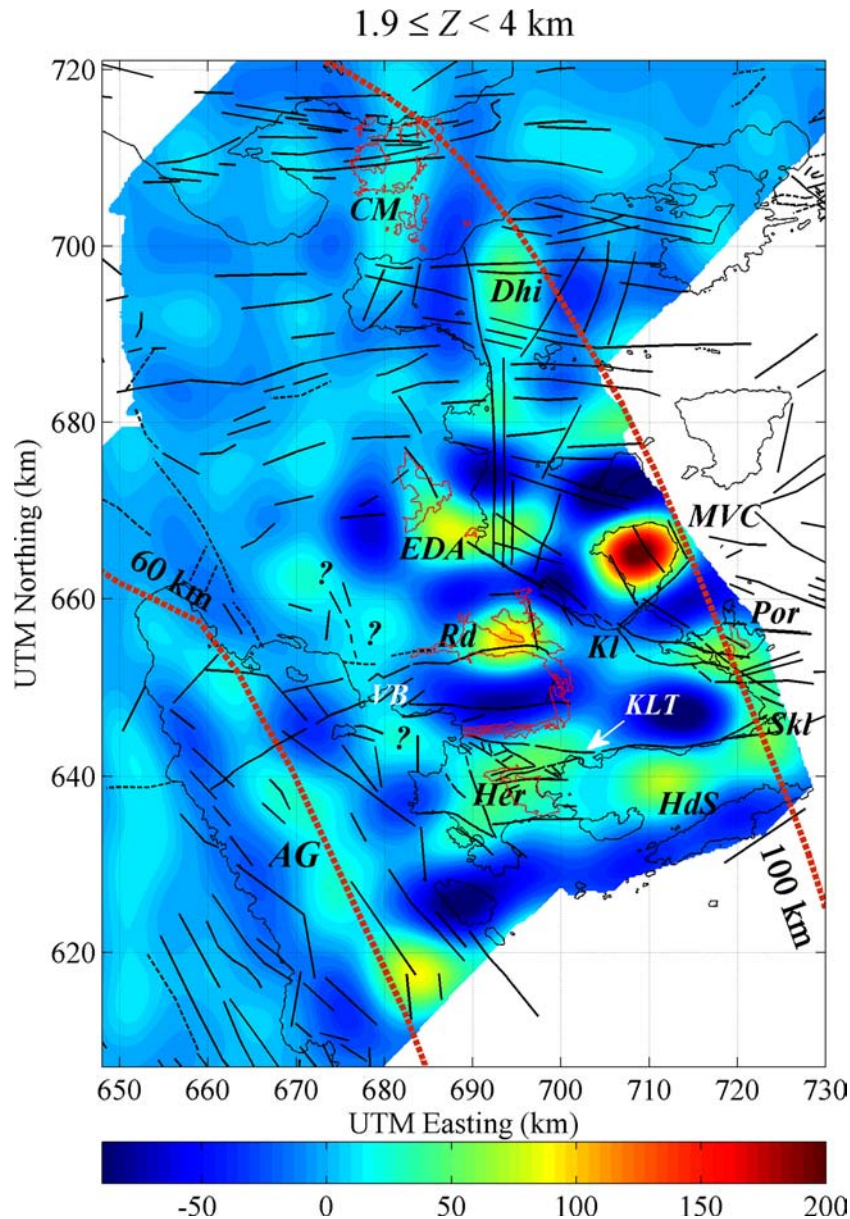 1.9 ≤ Z < 4 km
720
CM
700
Dhi
680
MVC
EDA
?
60 km
660
?
Rd
Por
Kl
VB
KLT
?
Skl
640
Her
HdS
AG
100 km
620
UTM Northing (km)
650 660 670 680 690 700 710 720 730
UTM Easting (km)
-50 0 50 100 150 200